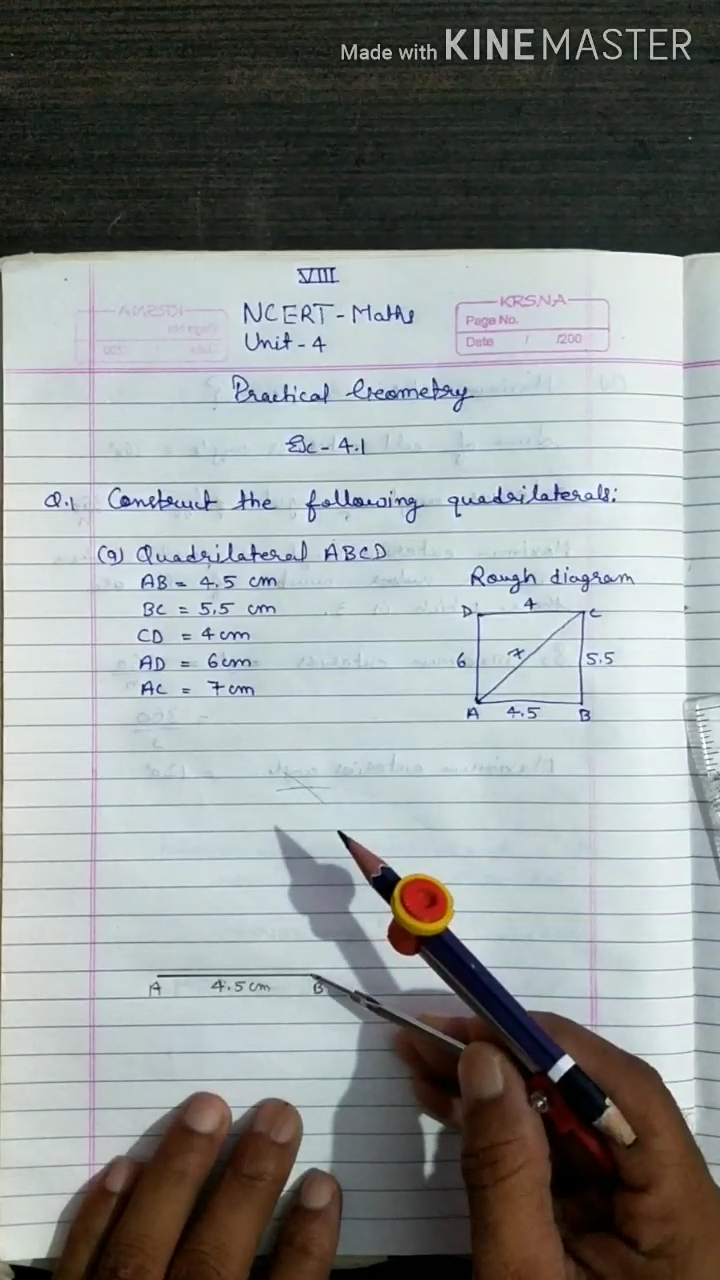 Made with KINEMASTER
VIII
NCERT - Maths
Unit - 4
KRSNA
Page No.
Date / /200
Practical Geometry
Ex - 4.1
Q.1 Construct the following quadrilaterals:
(a) Quadrilateral ABCD
AB = 4.5 cm
BC = 5.5 cm
CD = 4 cm
AD = 6 cm
AC = 7 cm
Rough diagram
D 4 C
6 7 5.5
A 4.5 B
A 4.5 cm B